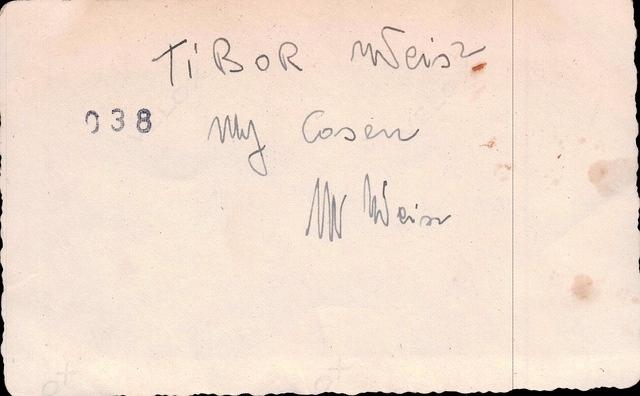 TiBOR Weisz
038 My Cosen
W Weisz